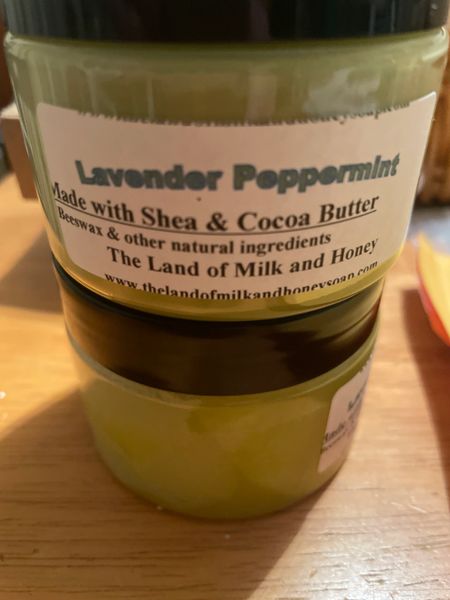 Lavender Peppermint
Made with Shea & Cocoa Butter
Beeswax & other natural ingredients
The Land of Milk and Honey
www.thelandofmilkandhoneysoap.com